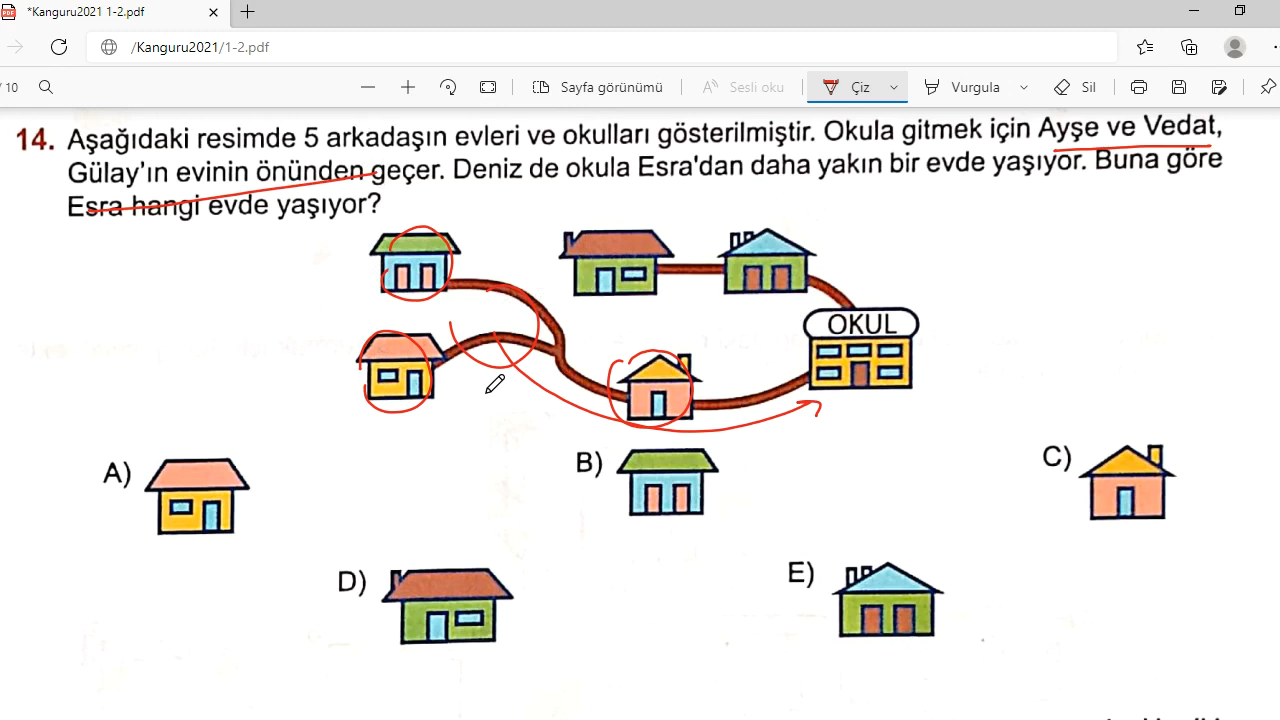 *Kanguru2021 1-2.pdf
/Kanguru2021/1-2.pdf
/ 10
Sayfa görünümü
Sesli oku
Çiz
Vurgula
Sil
14. Aşağıdaki resimde 5 arkadaşın evleri ve okulları gösterilmiştir. Okula gitmek için Ayşe ve Vedat,
Gülay'ın evinin önünden geçer. Deniz de okula Esra'dan daha yakın bir evde yaşıyor. Buna göre
Esra hangi evde yaşıyor?
OKUL
A)
B)
C)
D)
E)